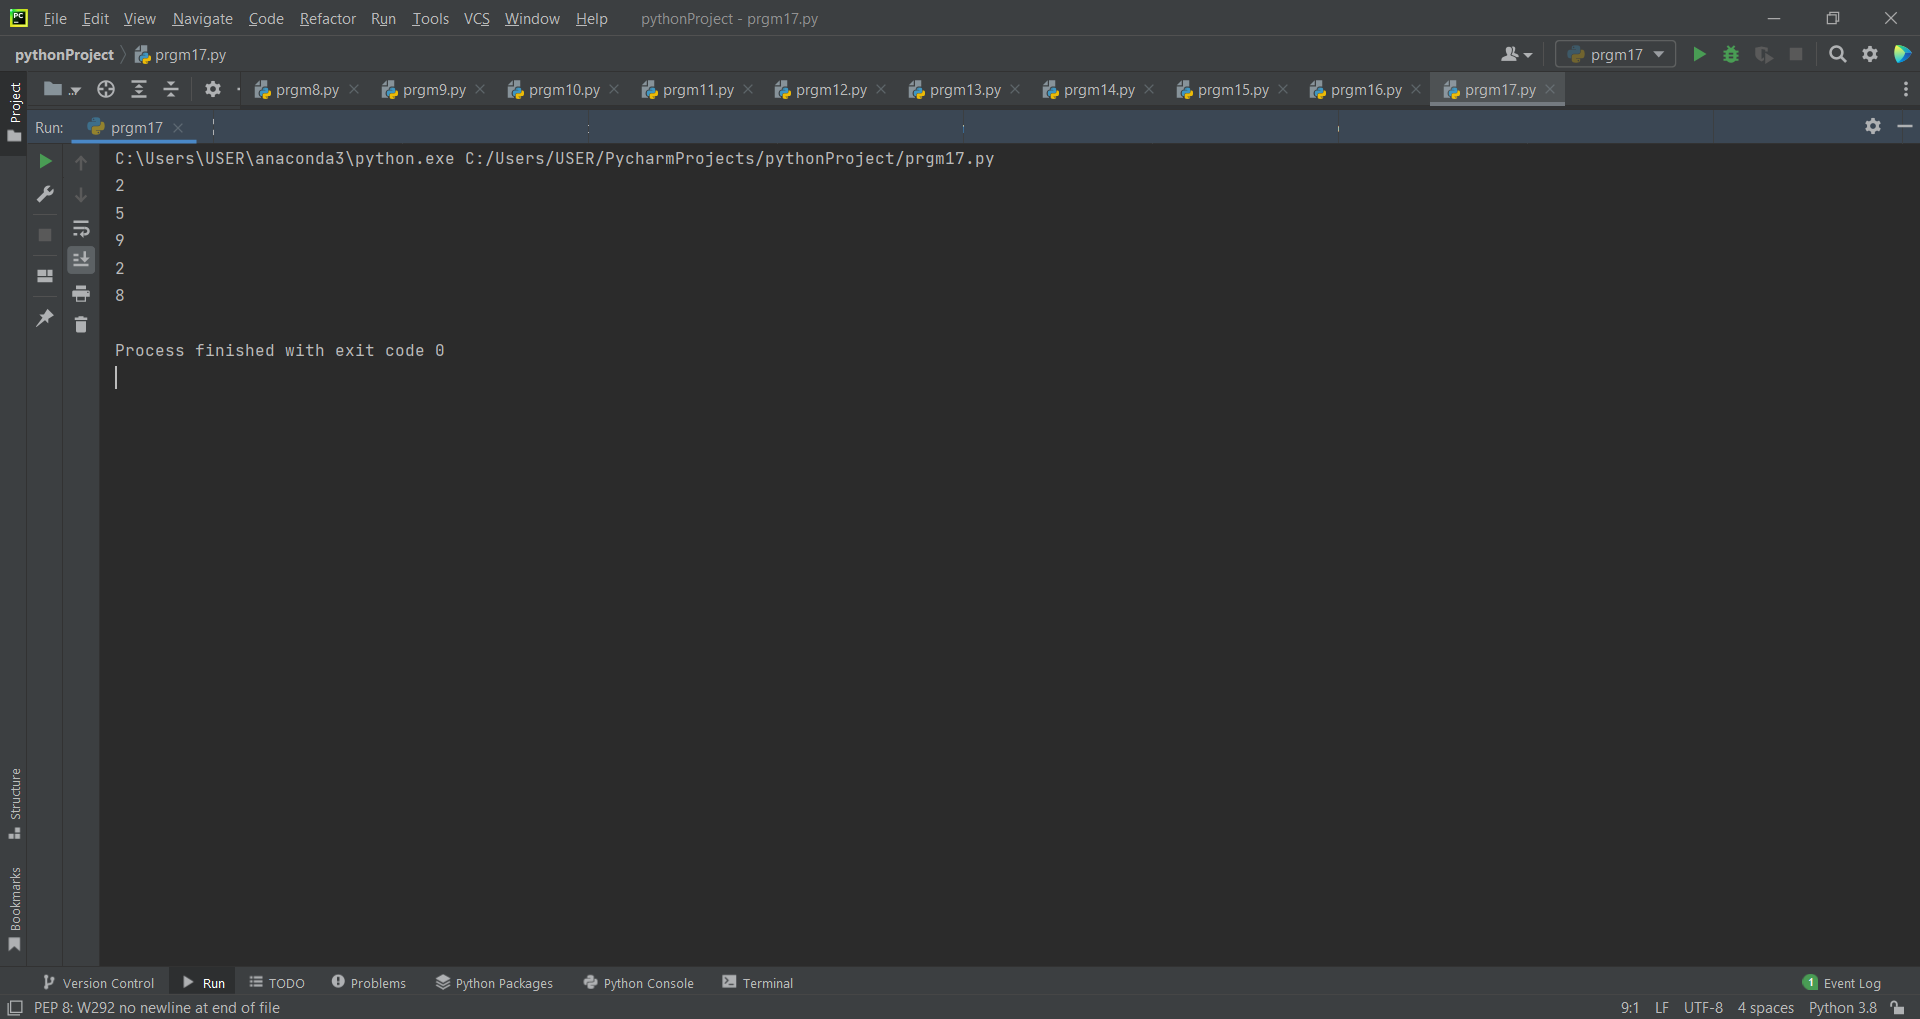 File Edit View Navigate Code Refactor Run Tools VCS Window Help pythonProject - prgm17.py
pythonProject prgm17.py prgm17
Project
prgm8.py prgm9.py prgm10.py prgm11.py prgm12.py prgm13.py prgm14.py prgm15.py prgm16.py prgm17.py
Run: prgm17
C:\Users\USER\anaconda3\python.exe C:/Users/USER/PycharmProjects/pythonProject/prgm17.py
2
5
9
2
8
Process finished with exit code 0
Structure
Bookmarks
Version Control Run TODO Problems Python Packages Python Console Terminal 1 Event Log
PEP 8: W292 no newline at end of file 9:1 LF UTF-8 4 spaces Python 3.8